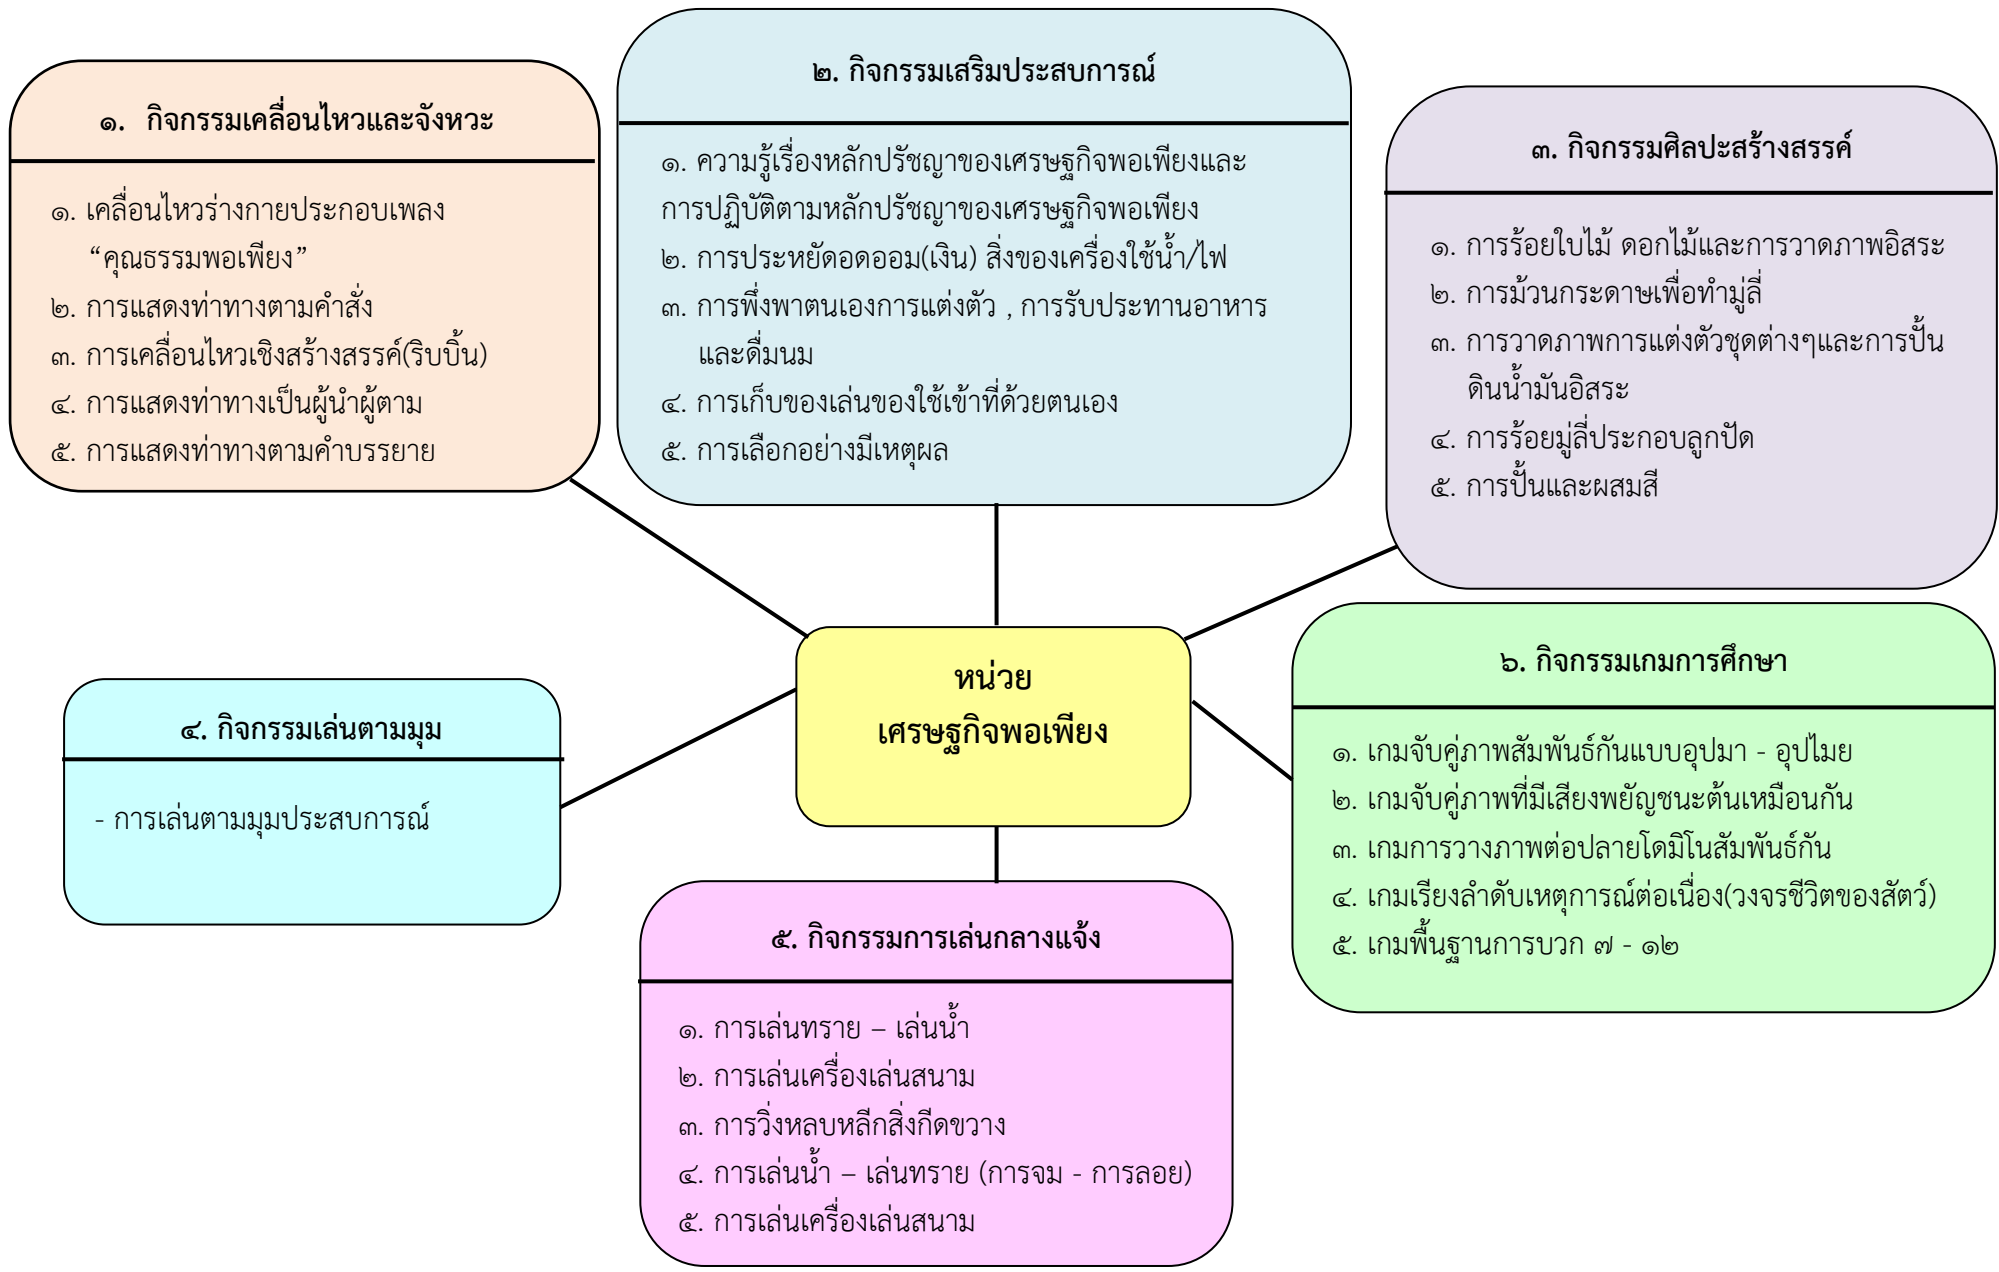 ๑. กิจกรรมเคลื่อนไหวและจังหวะ
๑. เคลื่อนไหวร่างกายประกอบเพลง
“คุณธรรมพอเพียง”
๒. การแสดงท่าทางตามคำสั่ง
๓. การเคลื่อนไหวเชิงสร้างสรรค์(ริบบิ้น)
๔. การแสดงท่าทางเป็นผู้นำผู้ตาม
๕. การแสดงท่าทางตามคำบรรยาย
๒. กิจกรรมเสริมประสบการณ์
๑. ความรู้เรื่องหลักปรัชญาของเศรษฐกิจพอเพียงและ
การปฏิบัติตามหลักปรัชญาของเศรษฐกิจพอเพียง
๒. การประหยัดอดออม(เงิน) สิ่งของเครื่องใช้น้ำ/ไฟ
๓. การพึ่งพาตนเองการแต่งตัว , การรับประทานอาหาร
และดื่มนม
๔. การเก็บของเล่นของใช้เข้าที่ด้วยตนเอง
๕. การเลือกอย่างมีเหตุผล
๓. กิจกรรมศิลปะสร้างสรรค์
๑. การร้อยใบไม้ ดอกไม้และการวาดภาพอิสระ
๒. การม้วนกระดาษเพื่อทำมู่ลี่
๓. การวาดภาพการแต่งตัวชุดต่างๆและการปั้น
ดินน้ำมันอิสระ
๔. การร้อยมู่ลี่ประกอบลูกปัด
๕. การปั้นและผสมสี
หน่วย
เศรษฐกิจพอเพียง
๔. กิจกรรมเล่นตามมุม
- การเล่นตามมุมประสบการณ์
๕. กิจกรรมการเล่นกลางแจ้ง
๑. การเล่นทราย – เล่นน้ำ
๒. การเล่นเครื่องเล่นสนาม
๓. การวิ่งหลบหลีกสิ่งกีดขวาง
๔. การเล่นน้ำ – เล่นทราย (การจม - การลอย)
๕. การเล่นเครื่องเล่นสนาม
๖. กิจกรรมเกมการศึกษา
๑. เกมจับคู่ภาพสัมพันธ์กันแบบอุปมา - อุปไมย
๒. เกมจับคู่ภาพที่มีเสียงพยัญชนะต้นเหมือนกัน
๓. เกมการวางภาพต่อปลายโดมิโนสัมพันธ์กัน
๔. เกมเรียงลำดับเหตุการณ์ต่อเนื่อง(วงจรชีวิตของสัตว์)
๕. เกมพื้นฐานการบวก ๗ - ๑๒